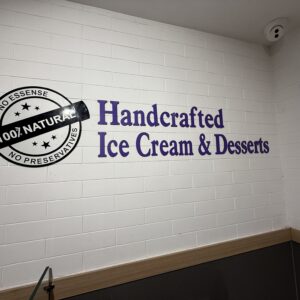 NO ESSENSE
100% NATURAL
NO PRESERVATIVES
Handcrafted
Ice Cream & Desserts